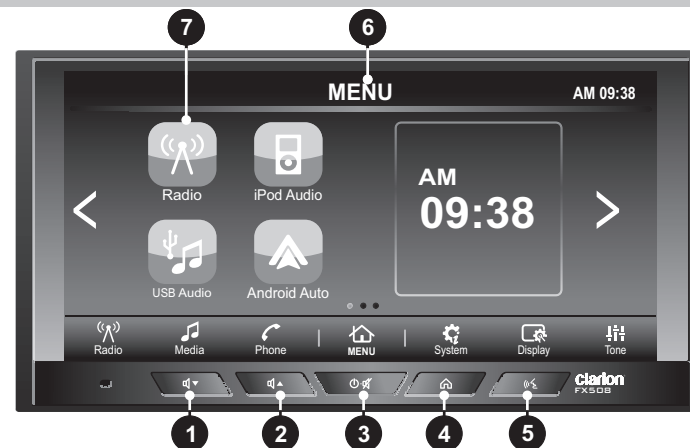 7 6
MENU AM 09:38
Radio iPod Audio
AM
09:38
USB Audio Android Auto
Radio Media Phone MENU System Display Tone
clarion
FX508
1 2 3 4 5